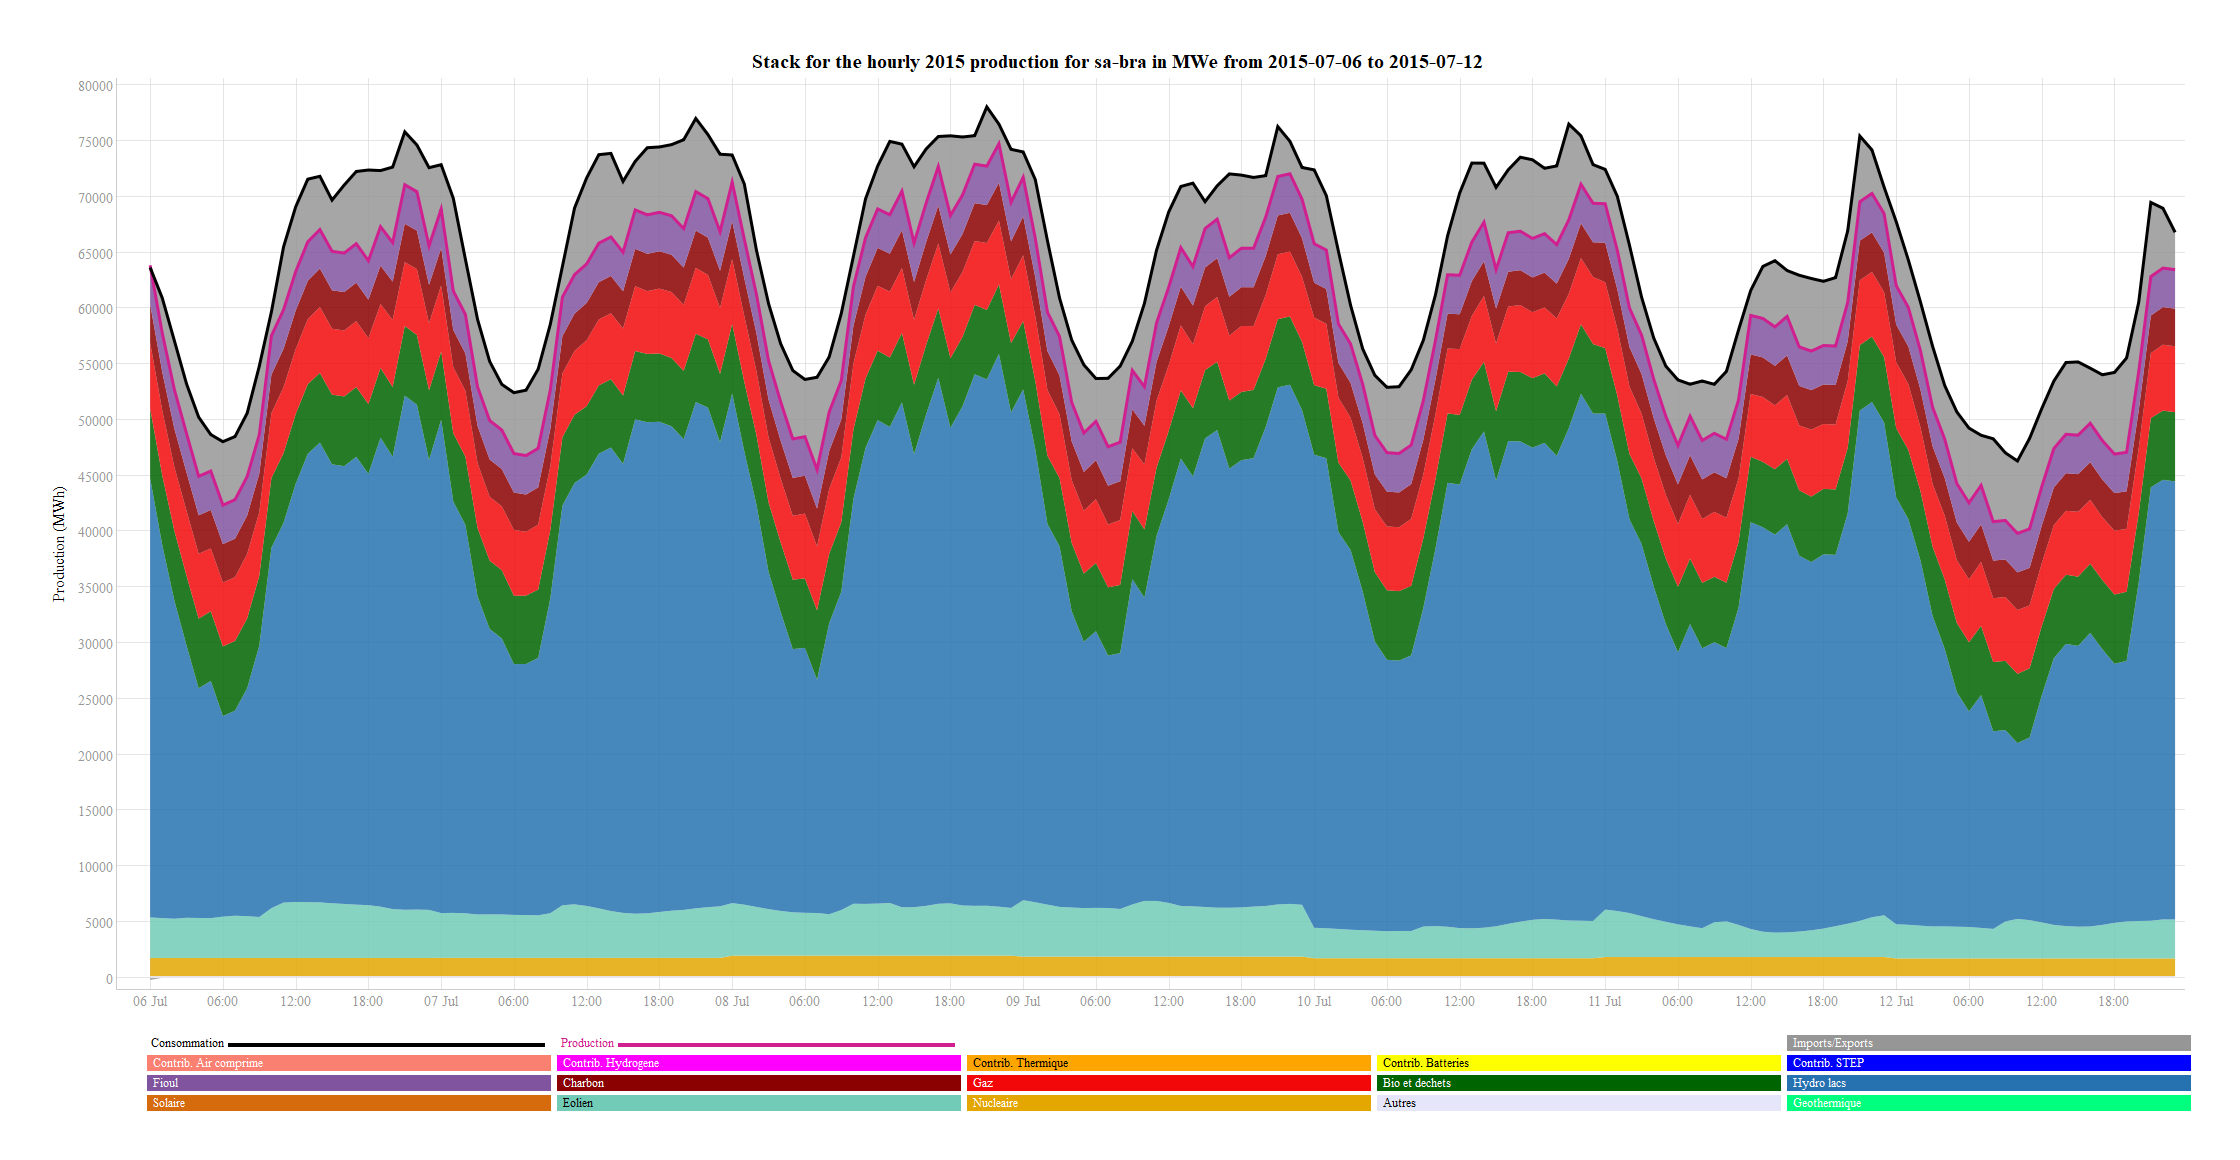 Stack for the hourly 2015 production for sa-bra in MWe from 2015-07-06 to 2015-07-12
80000
75000
70000
65000
60000
55000
50000
45000
40000
35000
30000
25000
20000
15000
10000
5000
0
Production (MWh)
06 Jul 06:00 12:00 18:00 07 Jul 06:00 12:00 18:00 08 Jul 06:00 12:00 18:00 09 Jul 06:00 12:00 18:00 10 Jul 06:00 12:00 18:00 11 Jul 06:00 12:00 18:00 12 Jul 06:00 12:00 18:00
Consommation Production Imports/Exports
Contrib. Air comprime Contrib. Hydrogene Contrib. Thermique Contrib. Batteries Contrib. STEP
Fioul Charbon Gaz Bio et dechets Hydro lacs
Solaire Eolien Nucleaire Autres Geothermique